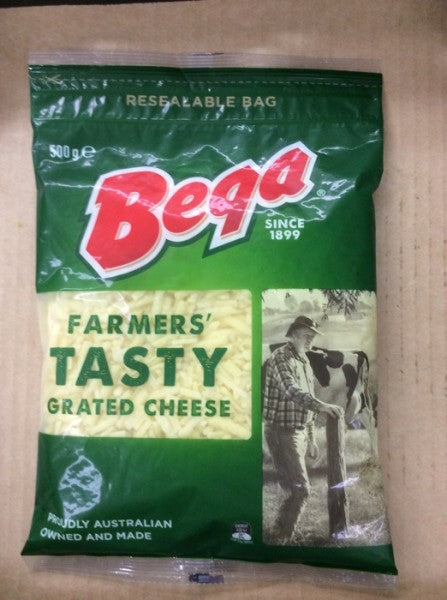 RESEALABLE BAG
500g e
Bega
®
SINCE
1899
FARMERS'
TASTY
GRATED CHEESE
PROUDLY AUSTRALIAN
OWNED AND MADE